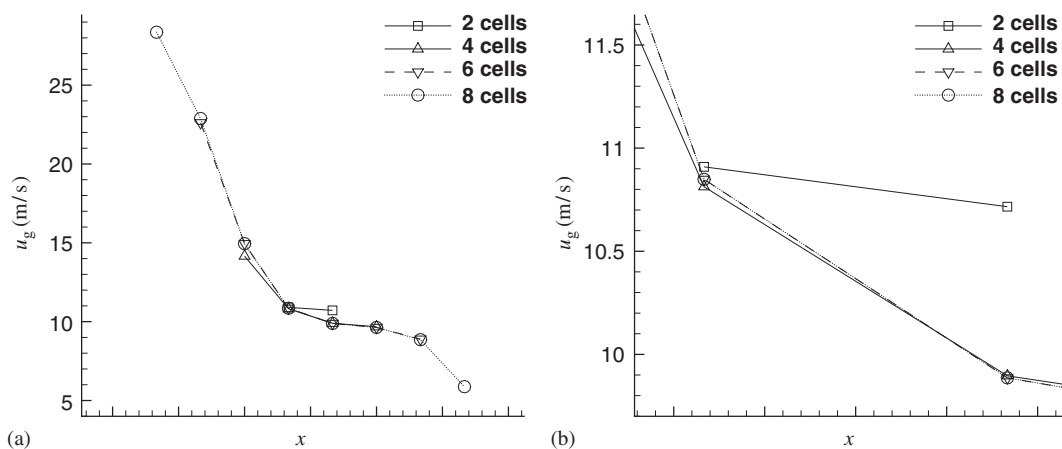 2 cells
4 cells
6 cells
8 cells
25
20
15
10
5
u_g (m/s)
x
(a)
2 cells
4 cells
6 cells
8 cells
11.5
11
10.5
10
u_g (m/s)
x
(b)